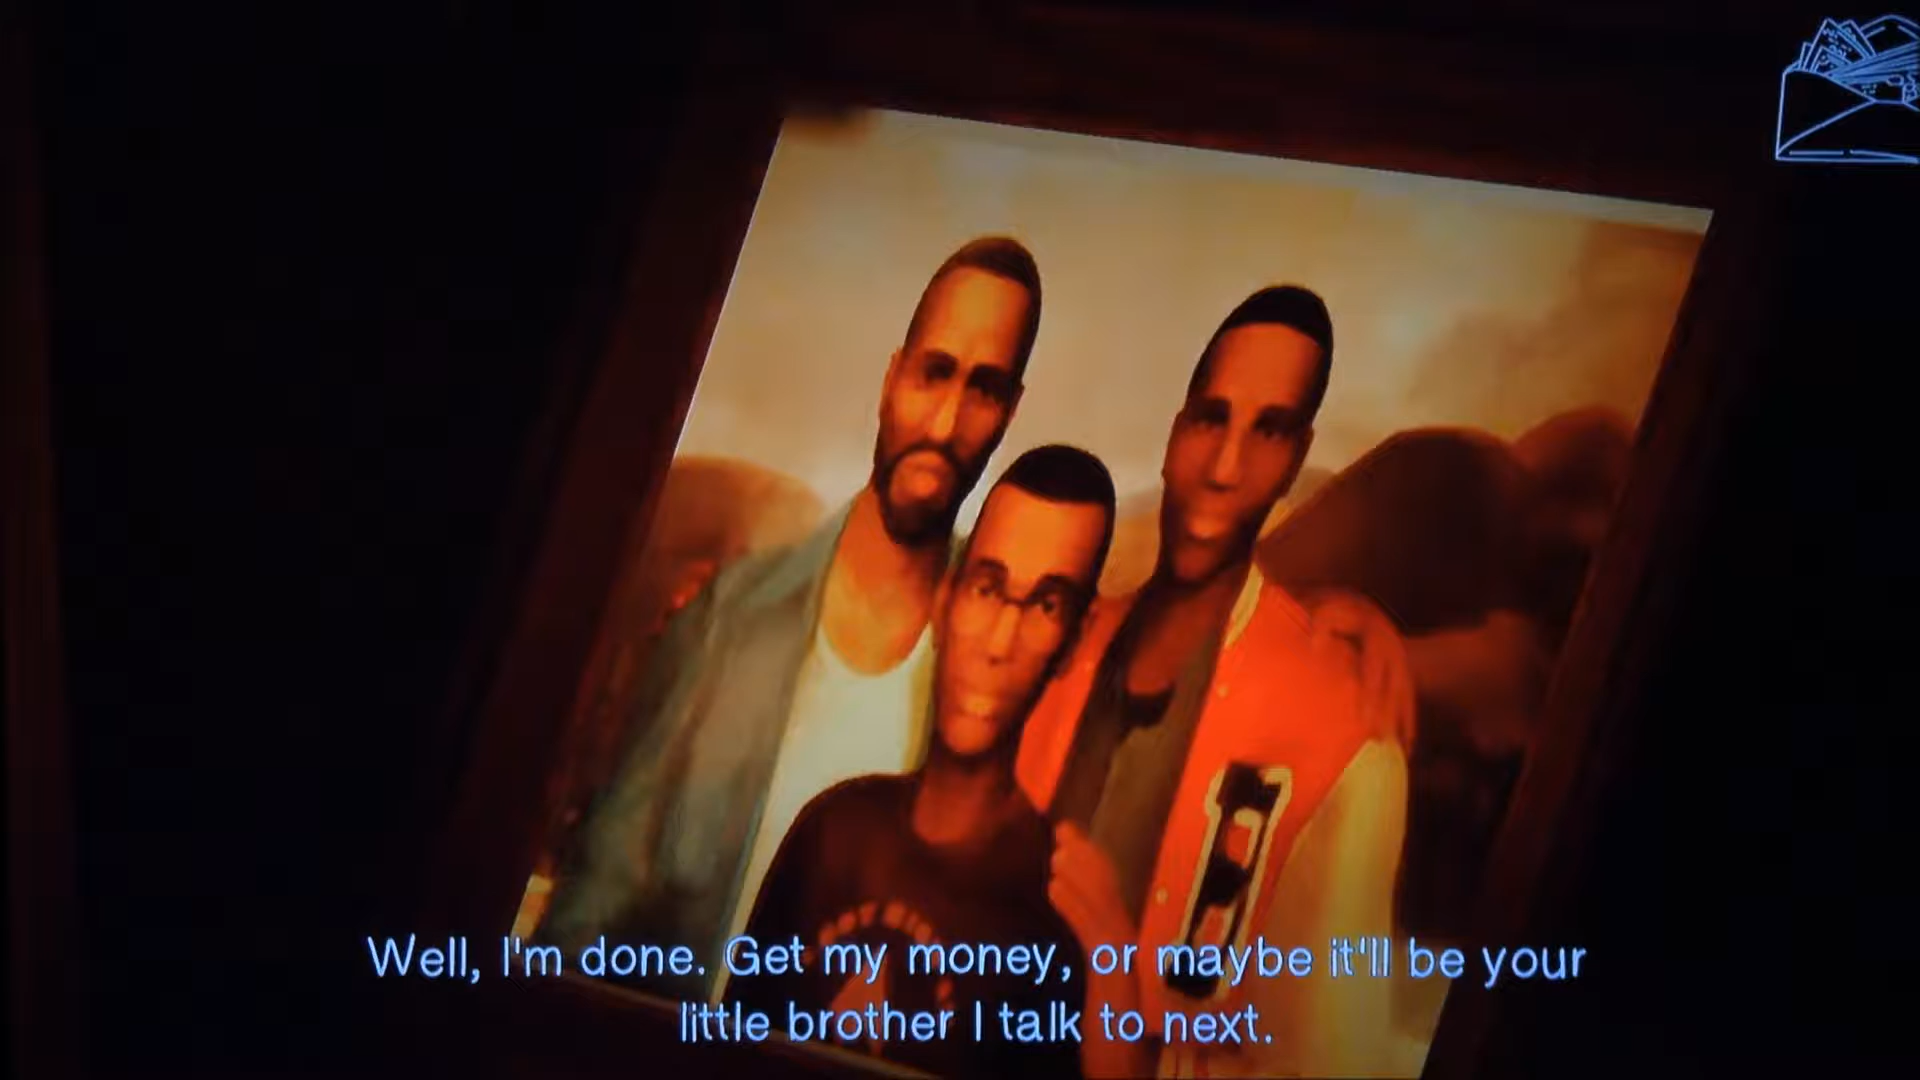 Well, I'm done. Get my money, or maybe it'll be your
little brother I talk to next.